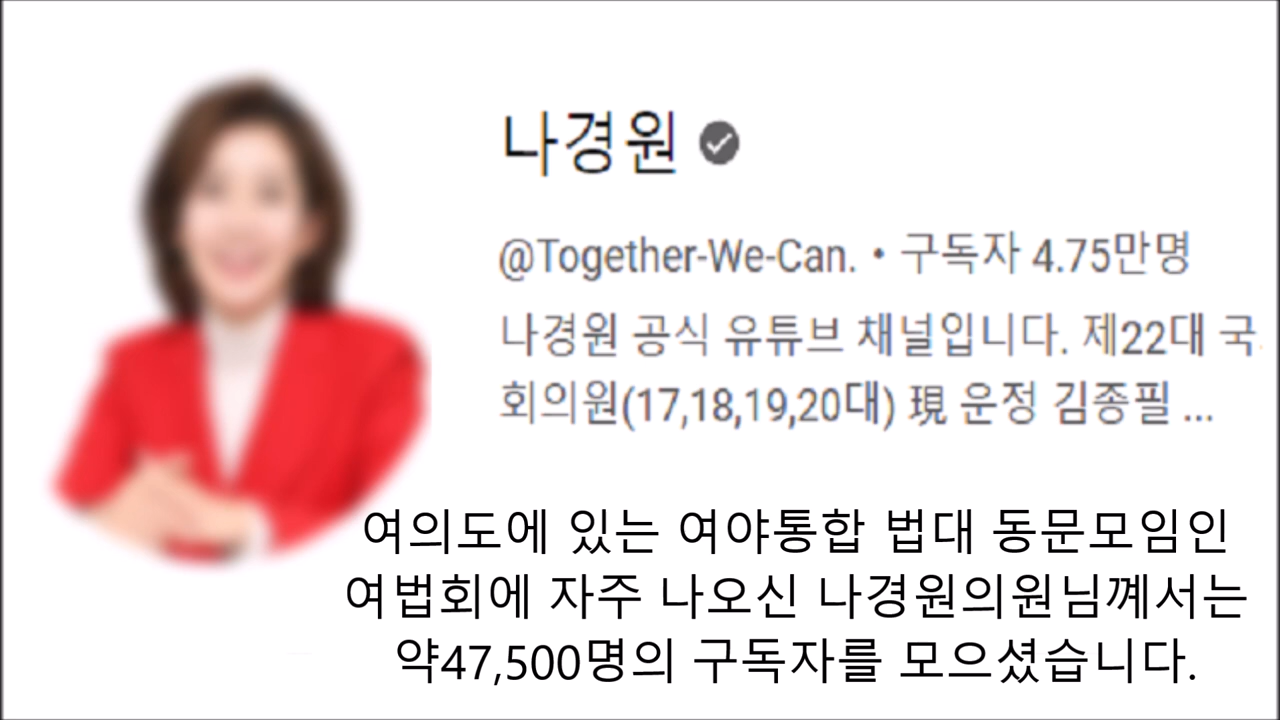 나경원
@Together-We-Can. • 구독자 4.75만명
나경원 공식 유튜브 채널입니다. 제22대 국
회의원(17,18,19,20대) 現 운정 김종필 ...
여의도에 있는 여야통합 법대 동문모임인
여법회에 자주 나오신 나경원의원님꼐서는
약47,500명의 구독자를 모으셨습니다.